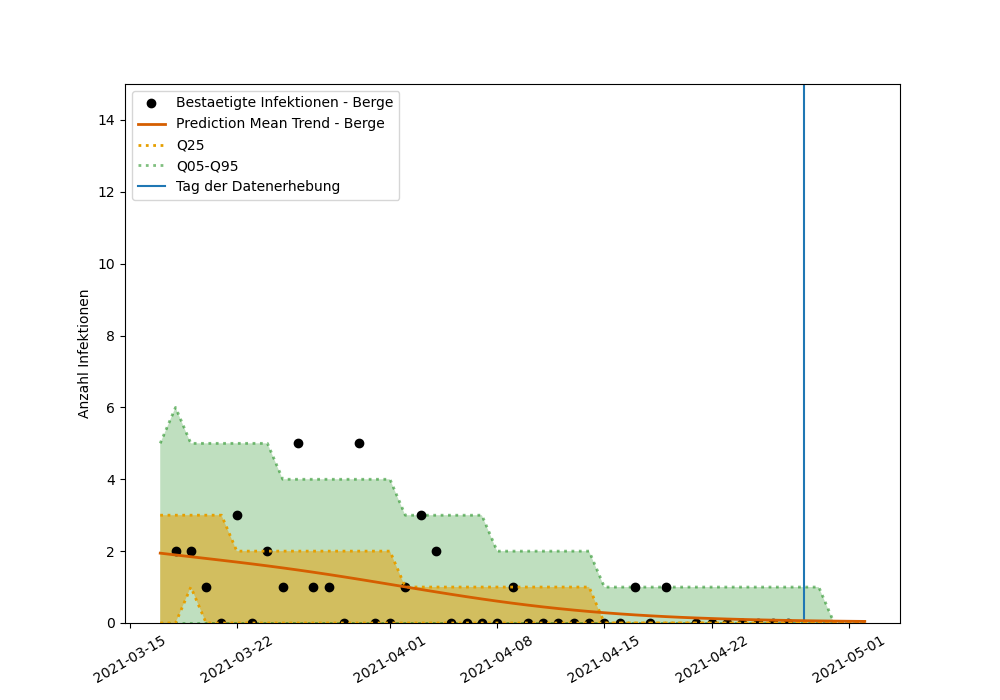 Bestaetigte Infektionen - Berge
Prediction Mean Trend - Berge
Q25
Q05-Q95
Tag der Datenerhebung
Anzahl Infektionen
14
12
10
8
6
4
2
0
2021-03-15
2021-03-22
2021-04-01
2021-04-08
2021-04-15
2021-04-22
2021-05-01